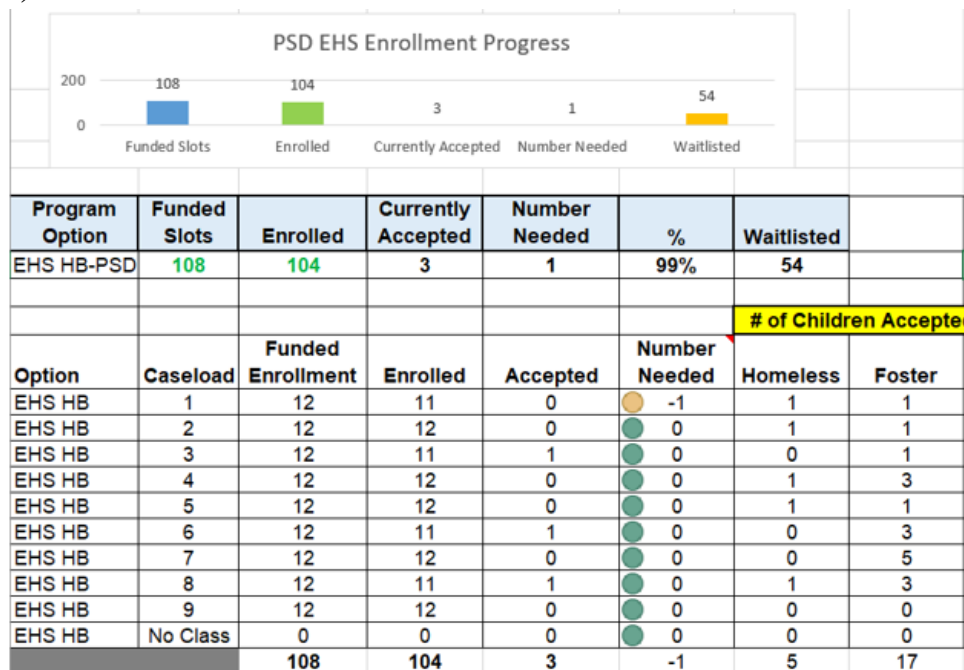 PSD EHS Enrollment Progress
200
108
104
3
1
54
0
Funded Slots Enrolled Currently Accepted Number Needed Waitlisted
Program Option Funded Slots Enrolled Currently Accepted Number Needed % Waitlisted
EHS HB-PSD 108 104 3 1 99% 54
# of Children Accepted
Option Caseload Funded Enrollment Enrolled Accepted Number Needed Homeless Foster
EHS HB 1 12 11 0 -1 1 1
EHS HB 2 12 12 0 0 1 1
EHS HB 3 12 11 1 0 0 1
EHS HB 4 12 12 0 0 1 3
EHS HB 5 12 12 0 0 1 1
EHS HB 6 12 11 1 0 0 3
EHS HB 7 12 12 0 0 0 5
EHS HB 8 12 11 1 0 1 3
EHS HB 9 12 12 0 0 0 0
EHS HB No Class 0 0 0 0 0 0
108 104 3 -1 5 17